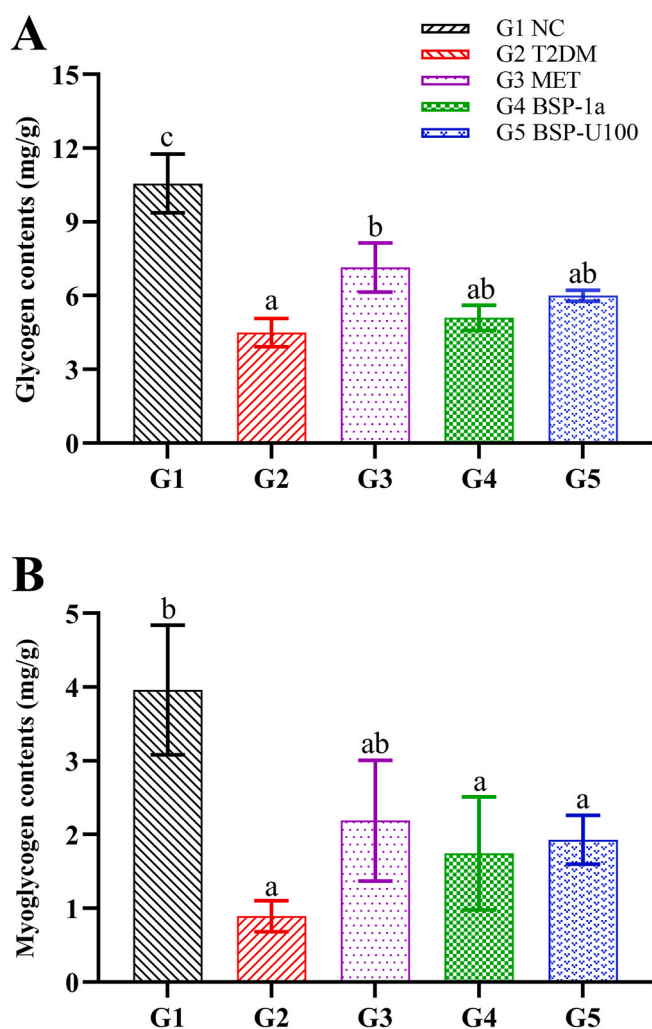 A
G1 NC
G2 T2DM
G3 MET
G4 BSP-1a
G5 BSP-U100
Glycogen contents (mg/g)
15
12
9
6
3
0
c
a
b
ab
ab
G1 G2 G3 G4 G5
B
Myoglycogen contents (mg/g)
5
4
3
2
1
0
b
a
ab
a
a
G1 G2 G3 G4 G5